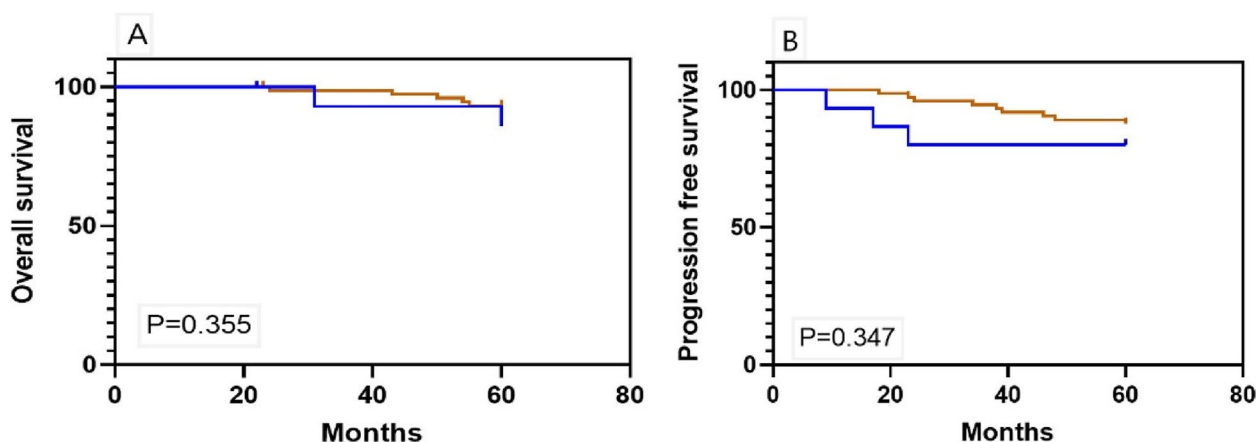 A
Overall survival
100
50
0
P=0.355
0 20 40 60 80
Months
B
Progression free survival
100
50
0
P=0.347
0 20 40 60 80
Months